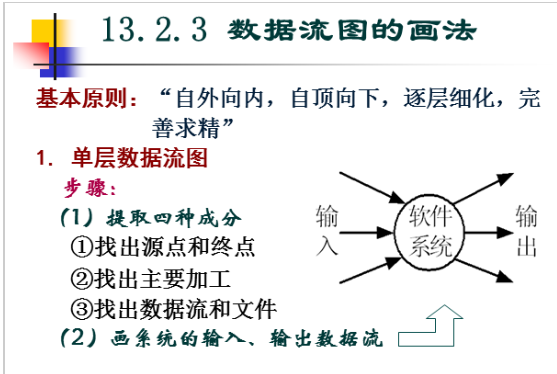 13.2.3 数据流图的画法
基本原则：“自外向内，自顶向下，逐层细化，完
善求精”
1. 单层数据流图
步骤：
(1) 提取四种成分
①找出源点和终点
②找出主要加工
③找出数据流和文件
(2) 画系统的输入、输出数据流
输
入
软件
系统
输
出